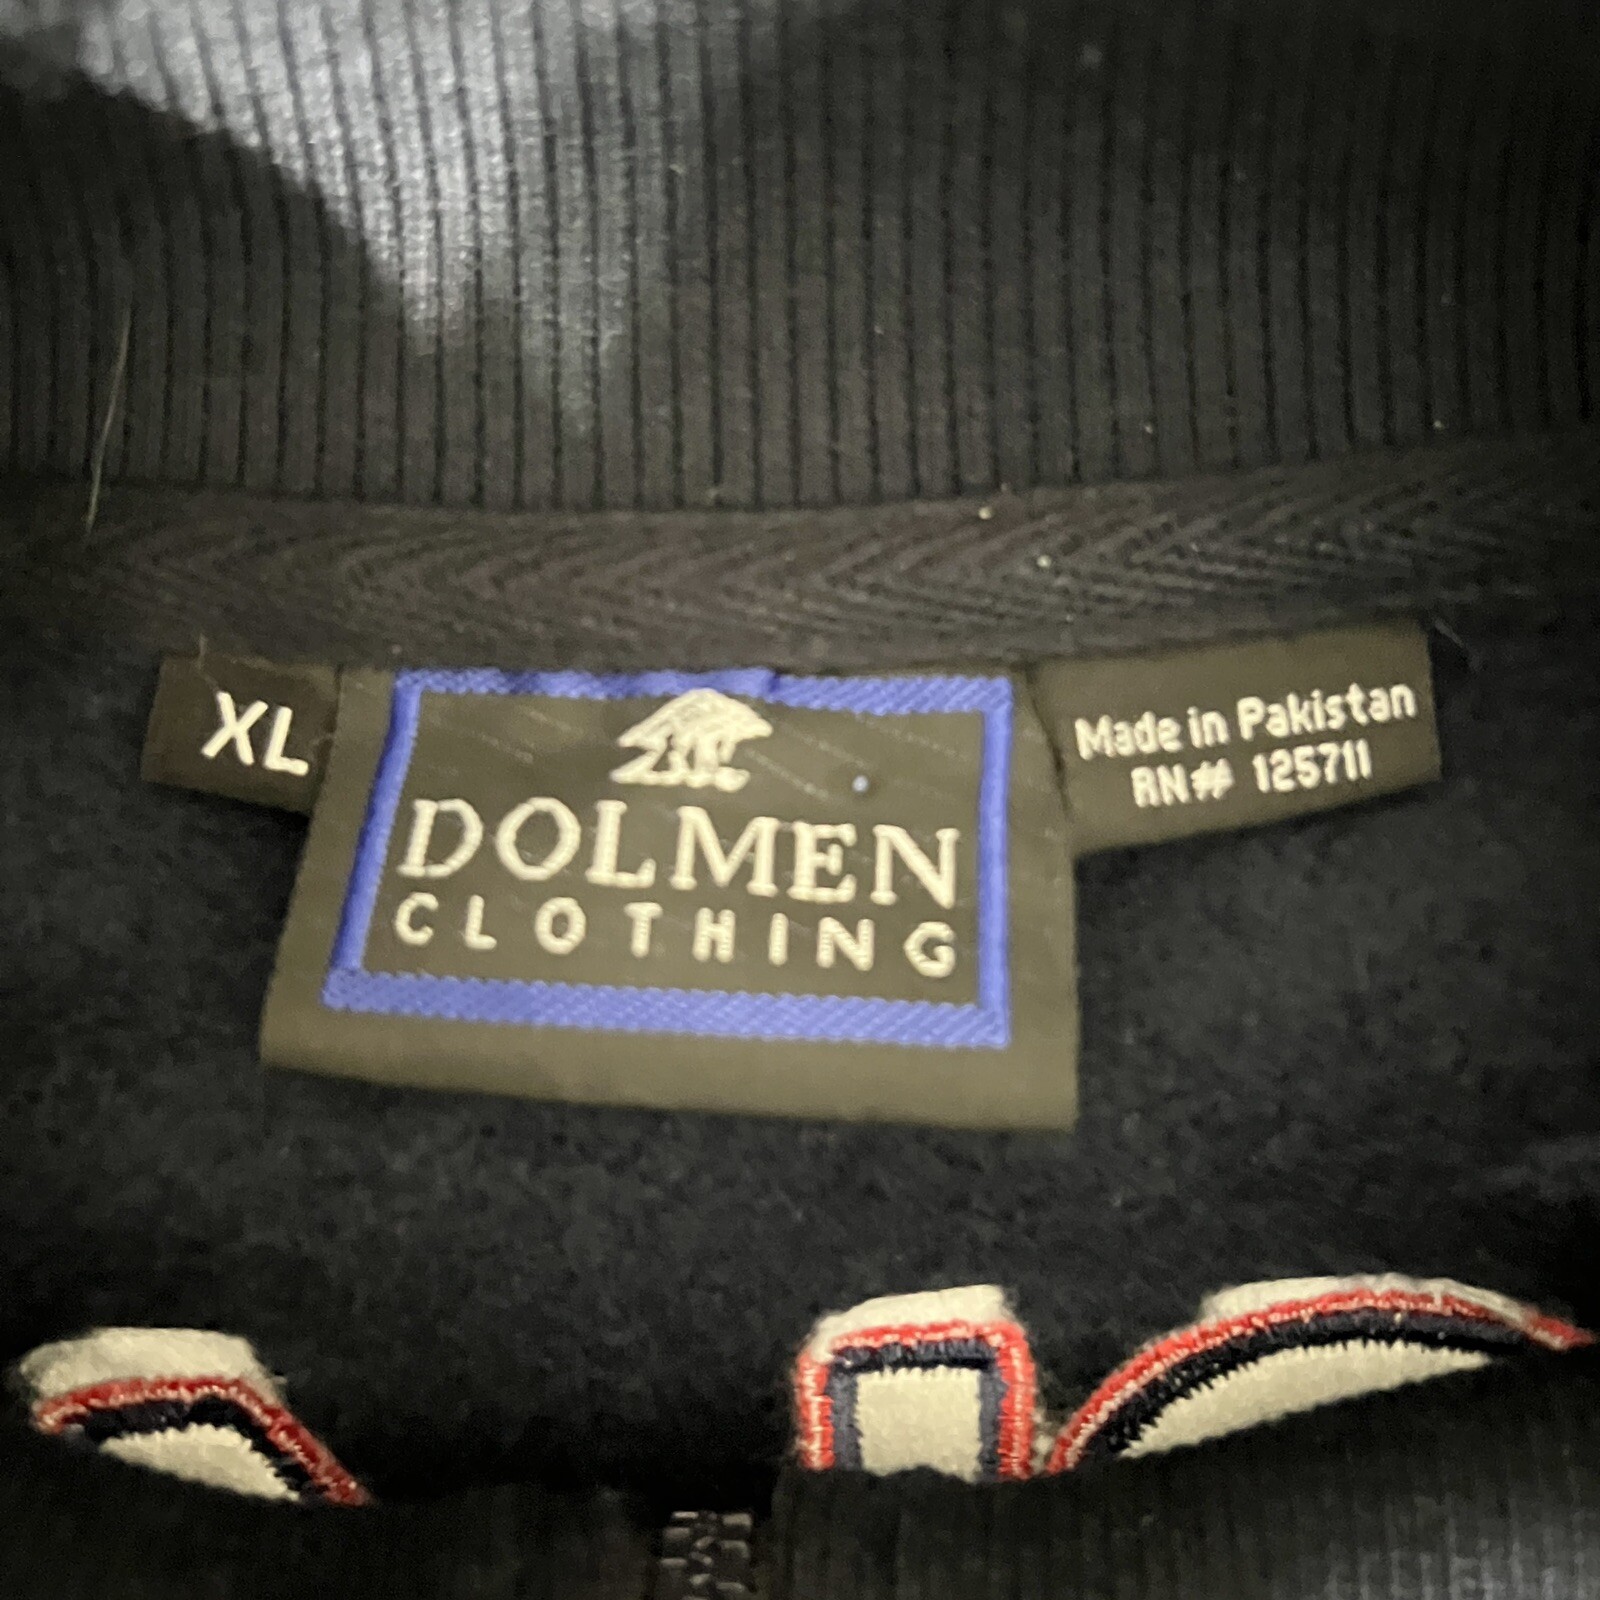 XL
DOLMEN
CLOTHING
Made in Pakistan
RN# 125711